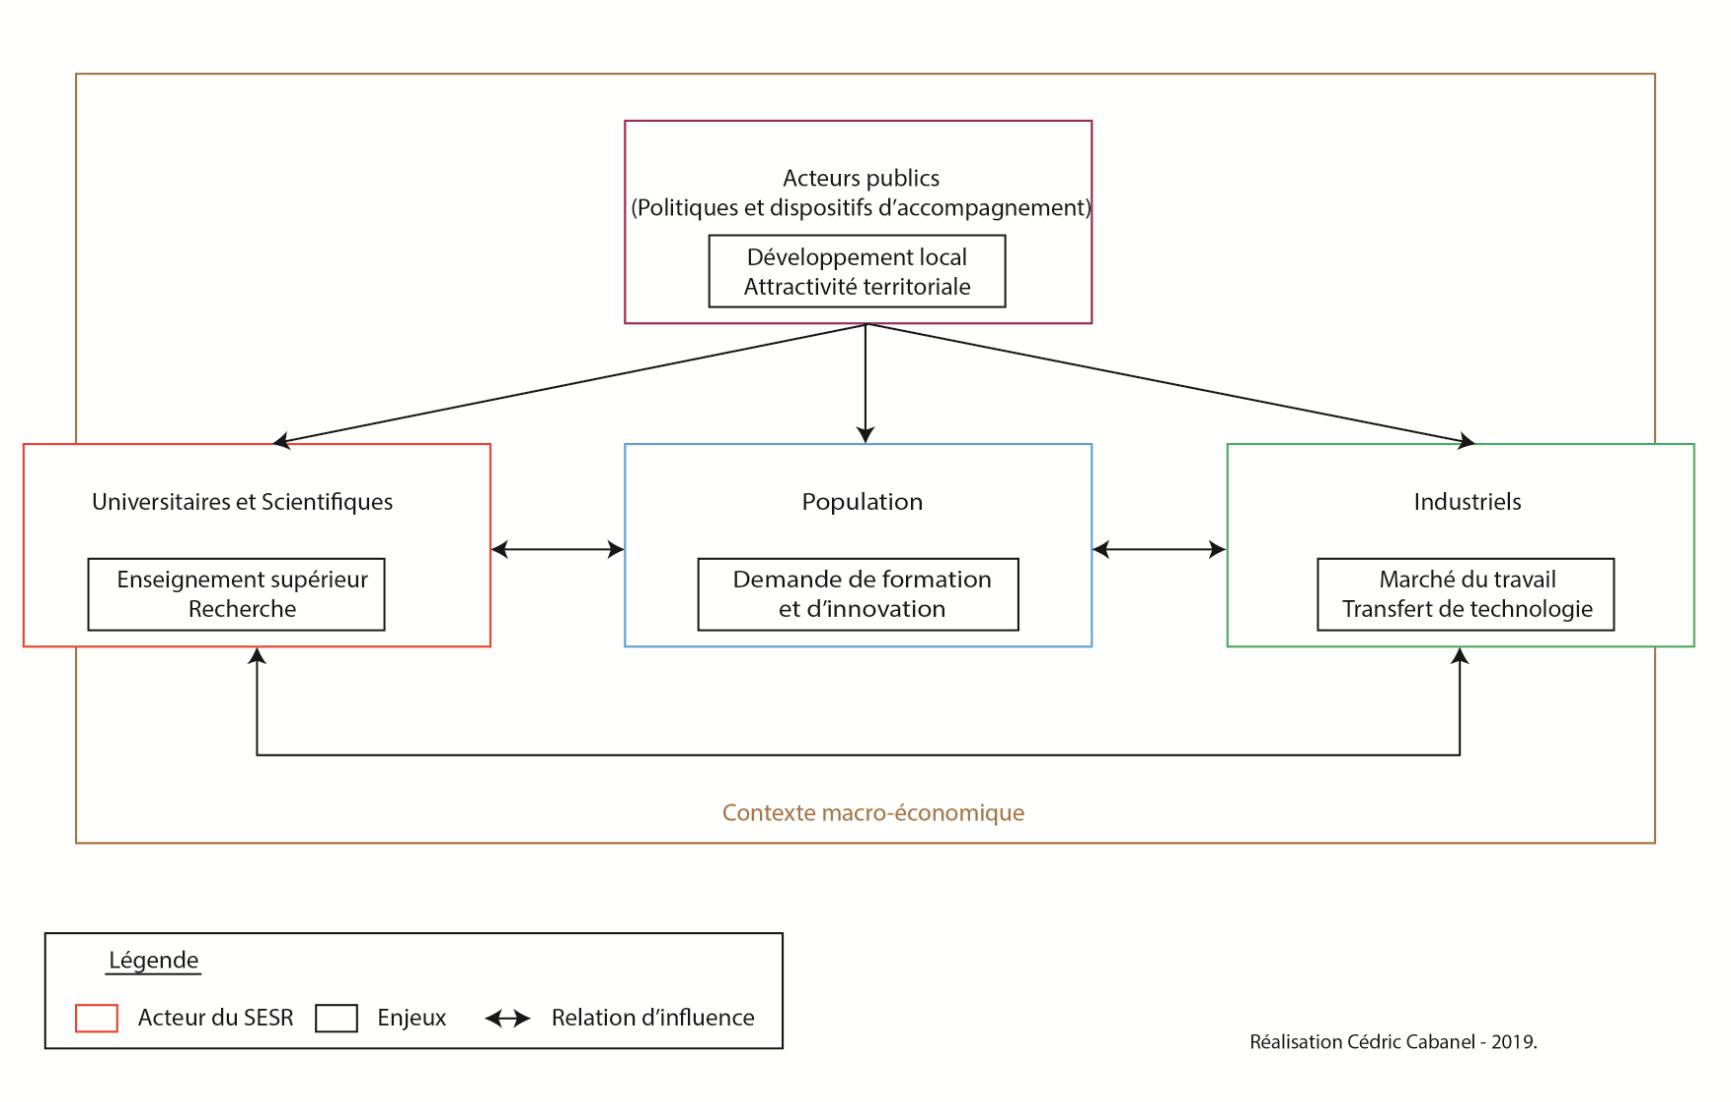 Acteurs publics
(Politiques et dispositifs d'accompagnement)
Développement local
Attractivité territoriale
Universitaires et Scientifiques
Enseignement supérieur
Recherche
Population
Demande de formation
et d'innovation
Industriels
Marché du travail
Transfert de technologie
Contexte macro-économique
Légende
Acteur du SESR
Enjeux
Relation d'influence
Réalisation Cédric Cabanel - 2019.